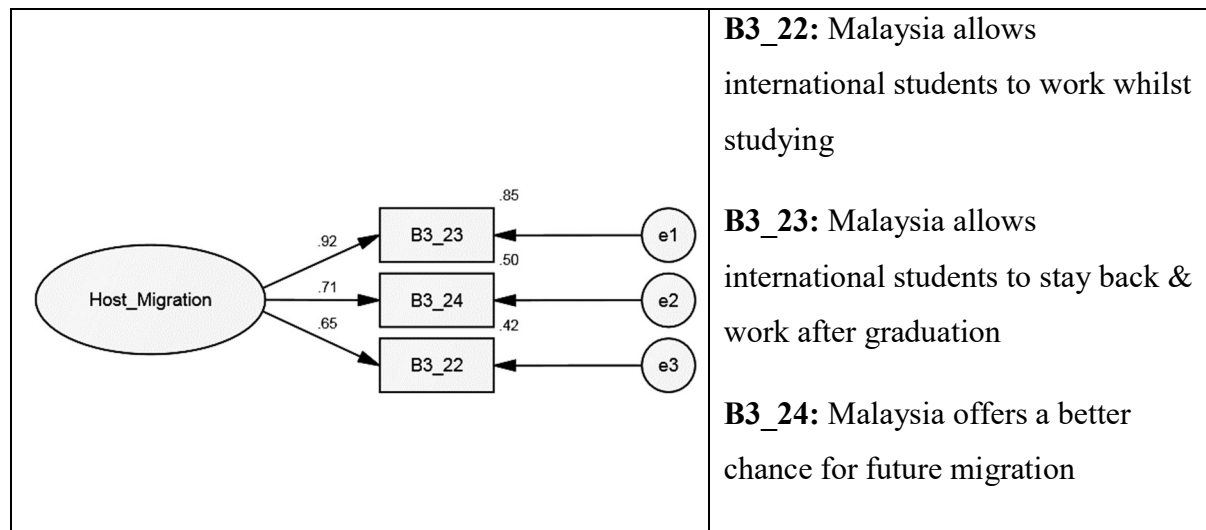 .85
.92
B3_23
e1
.50
Host_Migration
.71
B3_24
e2
.42
.65
B3_22
e3
B3_22: Malaysia allows
international students to work whilst
studying
B3_23: Malaysia allows
international students to stay back &
work after graduation
B3_24: Malaysia offers a better
chance for future migration